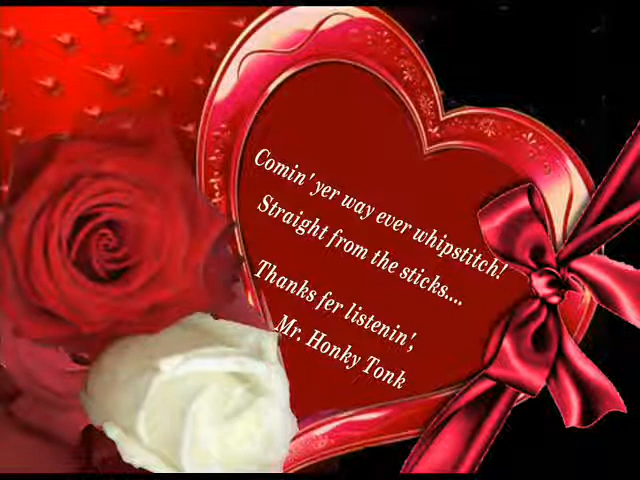 Comin' yer way ever whipstitch!
Straight from the sticks....
Thanks fer listenin',
Mr. Honky Tonk